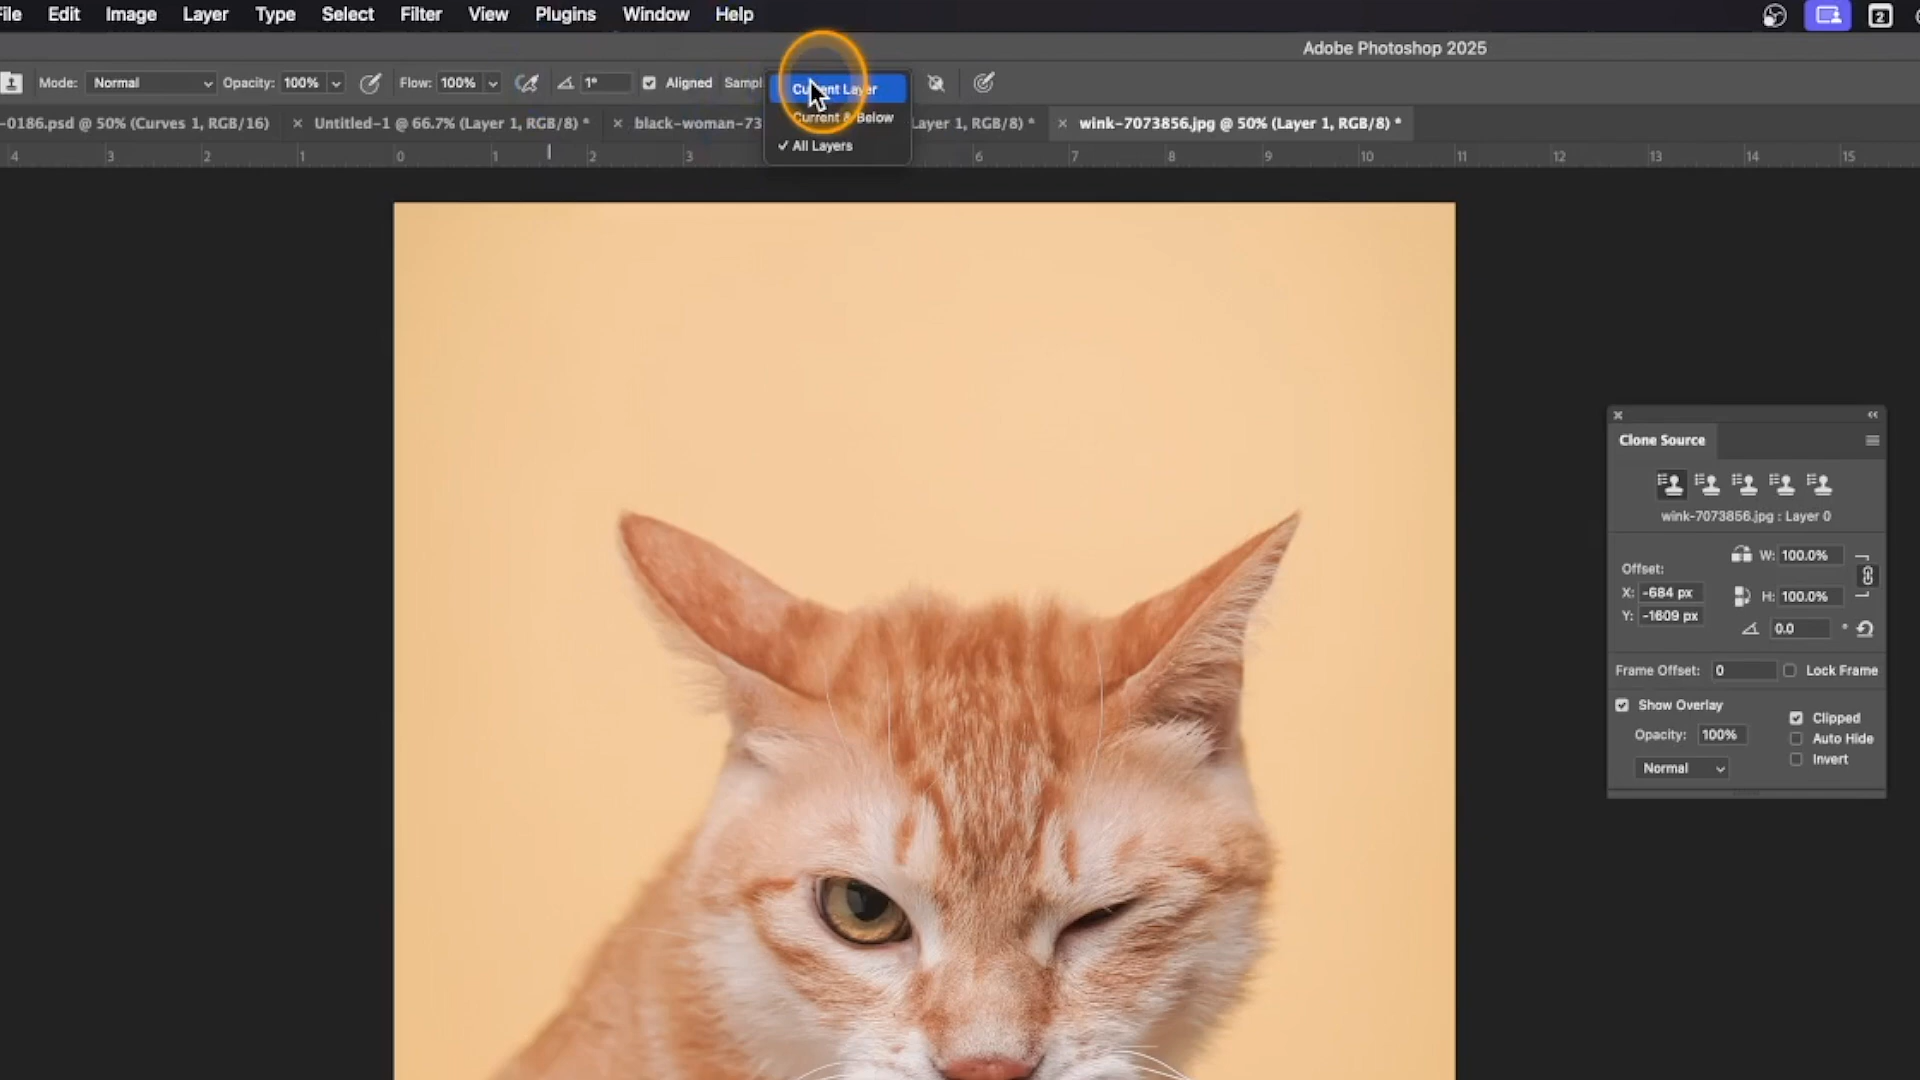 File Edit Image Layer Type Select Filter View Plugins Window Help
2
Adobe Photoshop 2025
Mode: Normal Opacity: 100% Flow: 100% 1° Aligned Sampl
Current Layer
Current & Below
✓ All Layers
-0186.psd @ 50% (Curves 1, RGB/16) × Untitled-1 @ 66.7% (Layer 1, RGB/8) * × black-woman-73 ayer 1, RGB/8) * × wink-7073856.jpg @ 50% (Layer 1, RGB/8) *
4 3 2 1 0 1 2 3 6 7 8 9 10 11 12 13 14 15
Clone Source
wink-7073856.jpg : Layer 0
W: 100.0%
Offset:
X: -684 px H: 100.0%
Y: -1609 px 0.0 °
Frame Offset: 0 Lock Frame
Show Overlay Clipped
Opacity: 100% Auto Hide
Invert
Normal